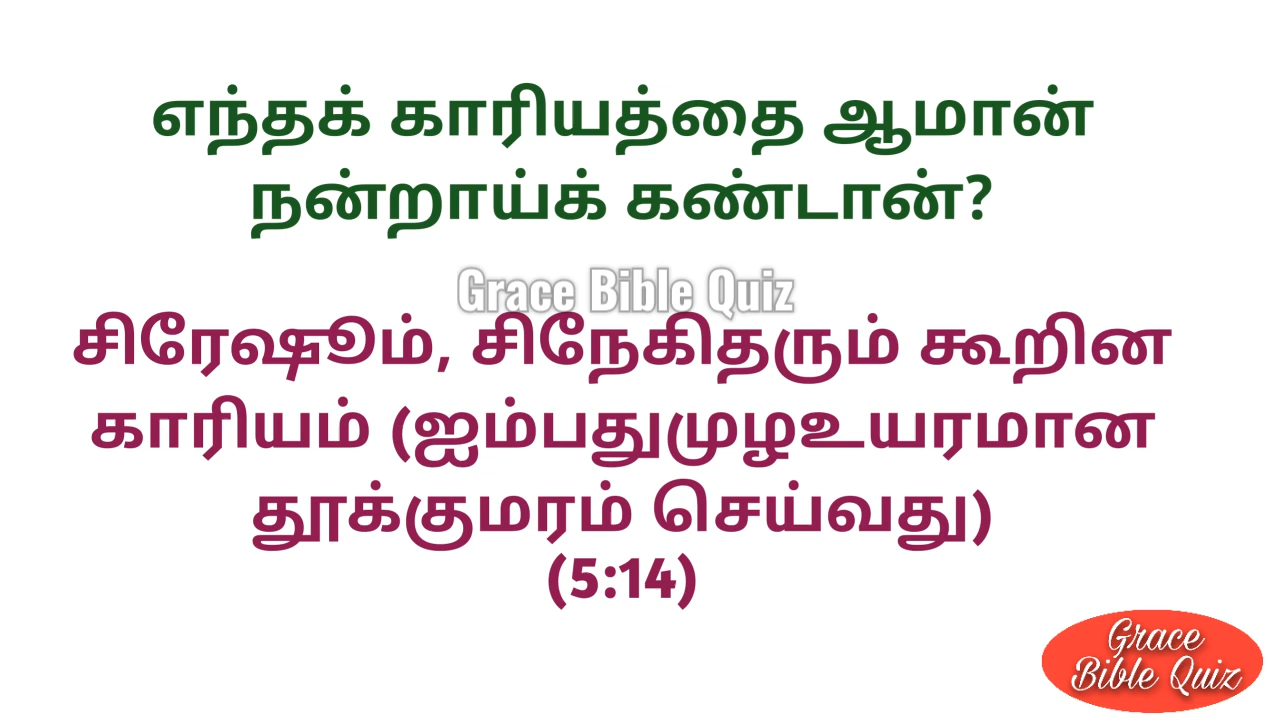 எந்தக் காரியத்தை ஆமான்
நன்றாய்க் கண்டான்?
Grace Bible Quiz
சிரேஷூம், சிநேகிதரும் கூறின
காரியம் (ஐம்பதுமுழஉயரமான
தூக்குமரம் செய்வது)
(5:14)
Grace
Bible Quiz